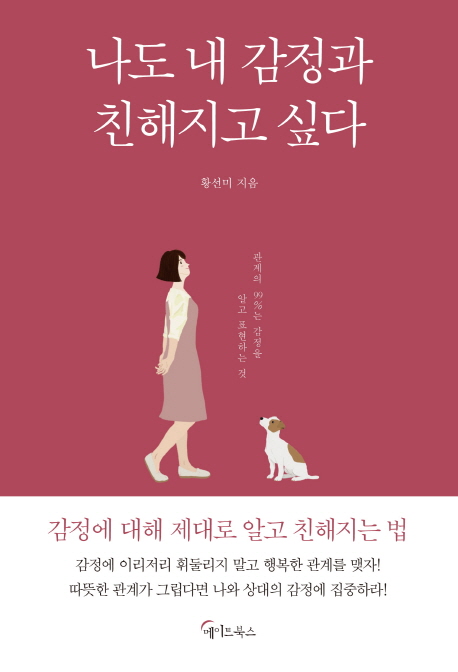 나도 내 감정과
친해지고 싶다
황선미 지음
관계의 99%는 감정을
알고 표현하는 것
감정에 대해 제대로 알고 친해지는 법
감정에 이리저리 휘둘리지 말고 행복한 관계를 맺자!
따뜻한 관계가 그립다면 나와 상대의 감정에 집중하라!
메이트북스